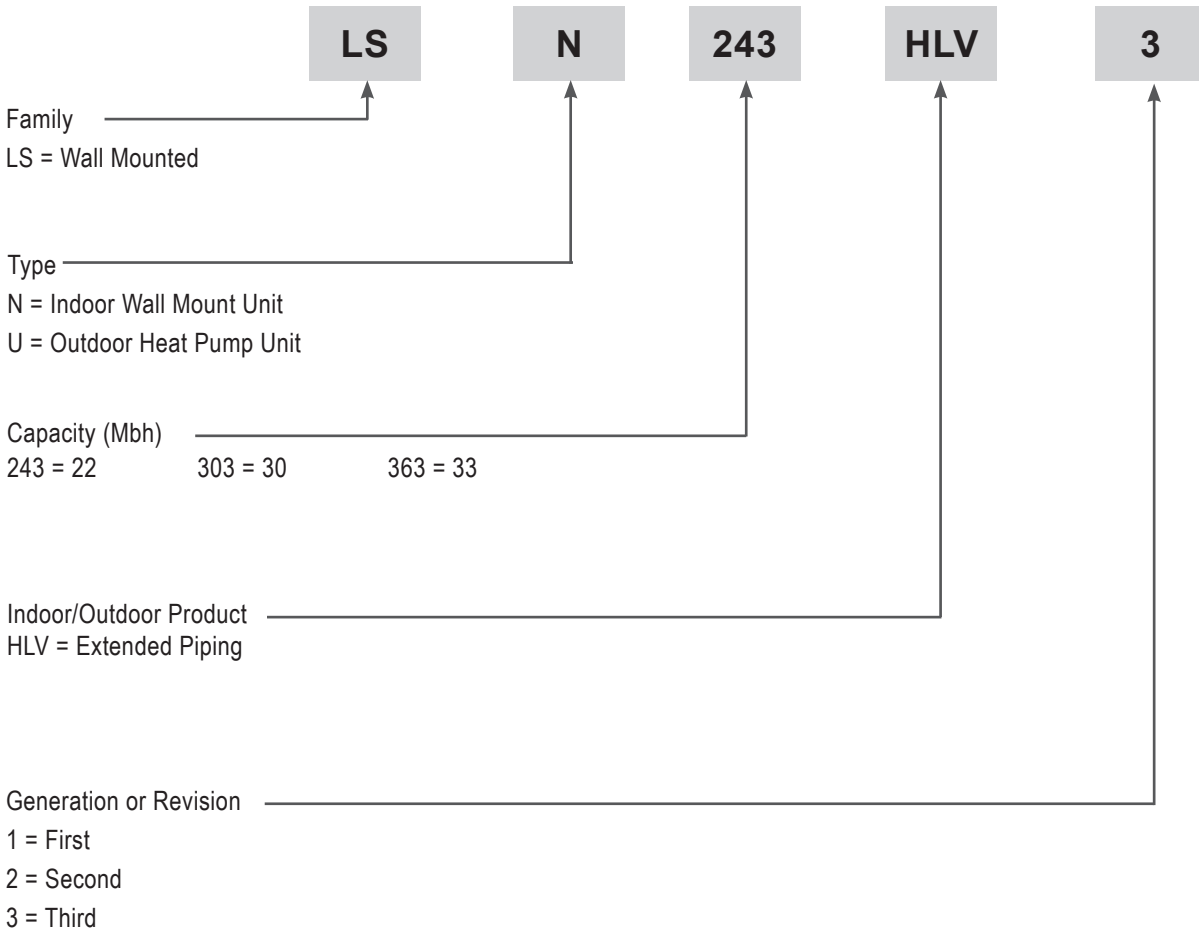 LS N 243 HLV 3
Family
LS = Wall Mounted
Type
N = Indoor Wall Mount Unit
U = Outdoor Heat Pump Unit
Capacity (Mbh)
243 = 22 303 = 30 363 = 33
Indoor/Outdoor Product
HLV = Extended Piping
Generation or Revision
1 = First
2 = Second
3 = Third